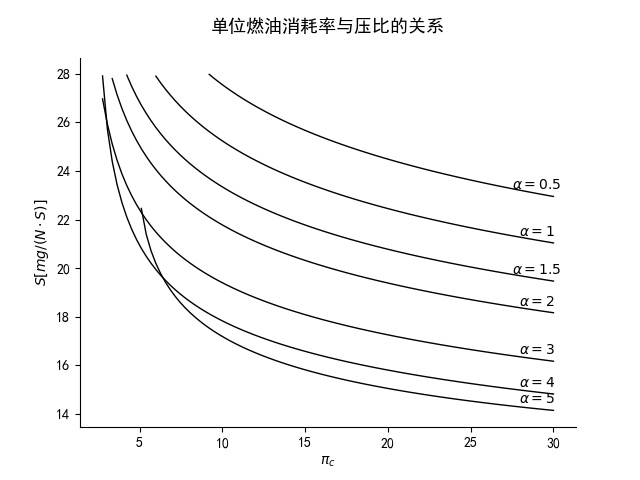 单位燃油消耗率与压比的关系
S[mg/(N·S)]
28
26
24
22
20
18
16
14
α = 0.5
α = 1
α = 1.5
α = 2
α = 3
α = 4
α = 5
5 10 15 20 25 30
π_c